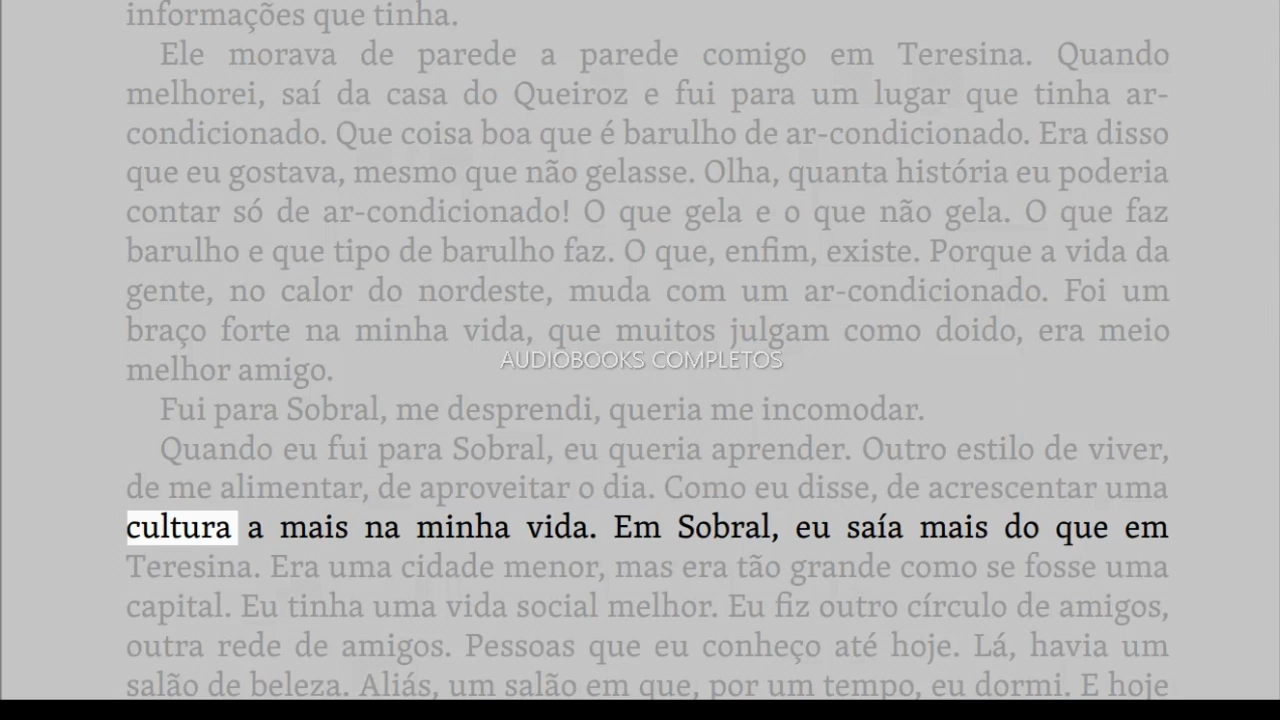 informações que tinha.
Ele morava de parede a parede comigo em Teresina. Quando
melhorei, saí da casa do Queiroz e fui para um lugar que tinha ar-
condicionado. Que coisa boa que é barulho de ar-condicionado. Era disso
que eu gostava, mesmo que não gelasse. Olha, quanta história eu poderia
contar só de ar-condicionado! O que gela e o que não gela. O que faz
barulho e que tipo de barulho faz. O que, enfim, existe. Porque a vida da
gente, no calor do nordeste, muda com um ar-condicionado. Foi um
braço forte na minha vida, que muitos julgam como doido, era meio
AUDIOBOOKS COMPLETOS
melhor amigo.
Fui para Sobral, me desprendi, queria me incomodar.
Quando eu fui para Sobral, eu queria aprender. Outro estilo de viver,
de me alimentar, de aproveitar o dia. Como eu disse, de acrescentar uma
cultura a mais na minha vida. Em Sobral, eu saía mais do que em
Teresina. Era uma cidade menor, mas era tão grande como se fosse uma
capital. Eu tinha uma vida social melhor. Eu fiz outro círculo de amigos,
outra rede de amigos. Pessoas que eu conheço até hoje. Lá, havia um
salão de beleza. Aliás, um salão em que, por um tempo, eu dormi. E hoje